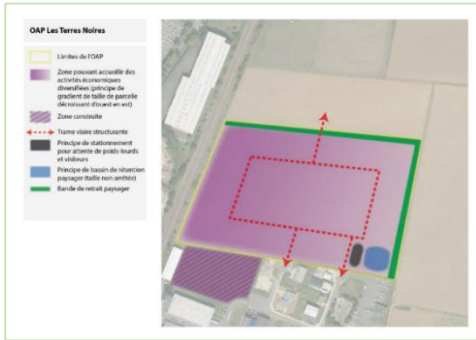 OAP Les Terres Noires
Limites de l'OAP
Zone pouvant accueillir des
activités économiques
diversifiées (principe de
gradient de taille de parcelle
décroissant d'ouest en est)
Zone construite
Trame viaire structurante
Principe de stationnement
pour attente de poids-lourds
et visiteurs
Principe de bassin de rétention
paysager (taille non arrêtée)
Bande de retrait paysager